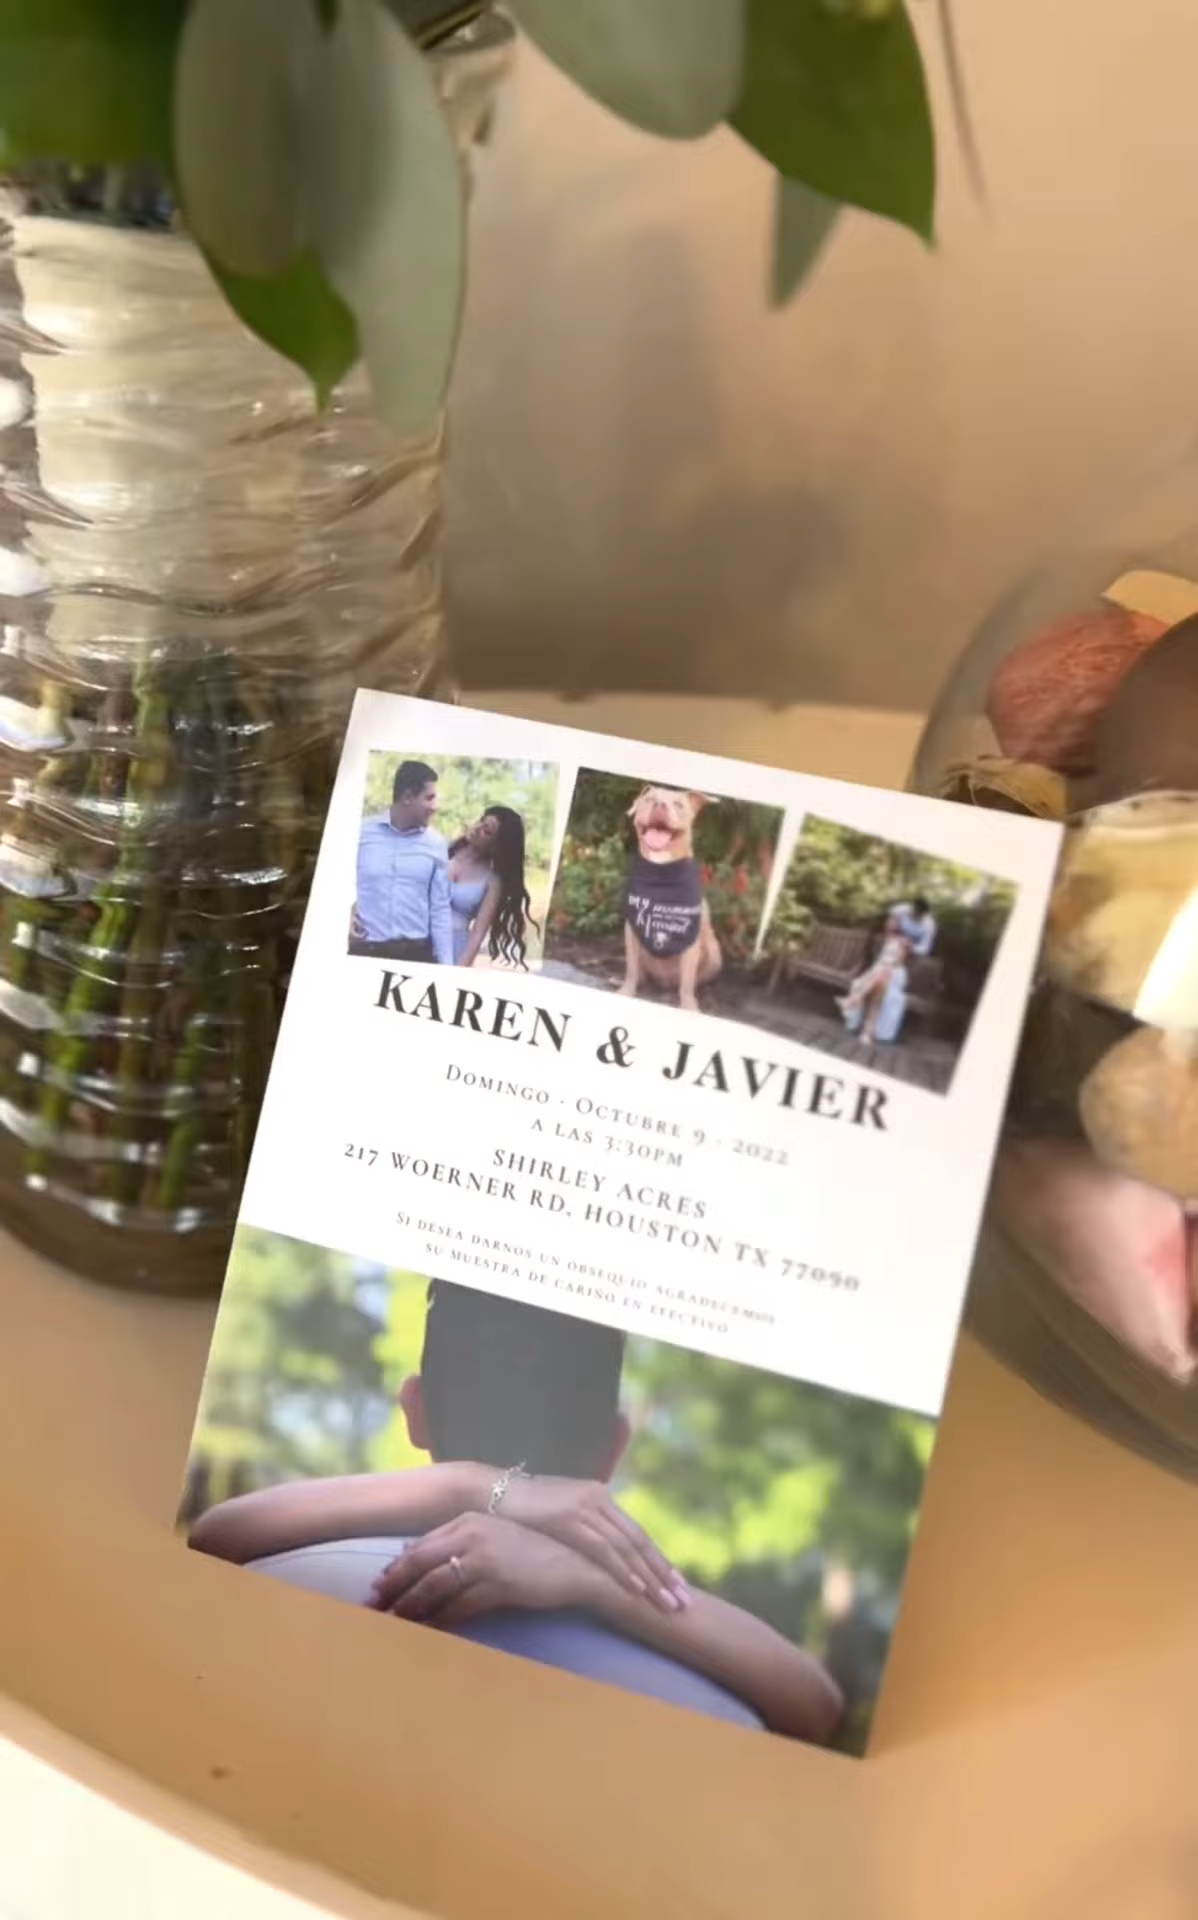 my
KAREN & JAVIER
DOMINGO · OCTUBRE 9 · 2022
A LAS 3:30PM
SHIRLEY ACRES
217 WOERNER RD. HOUSTON TX 77090
SI DESEA DARNOS UN OBSEQUIO AGRADECEMOS
SU MUESTRA DE CARIÑO EN EFECTIVO